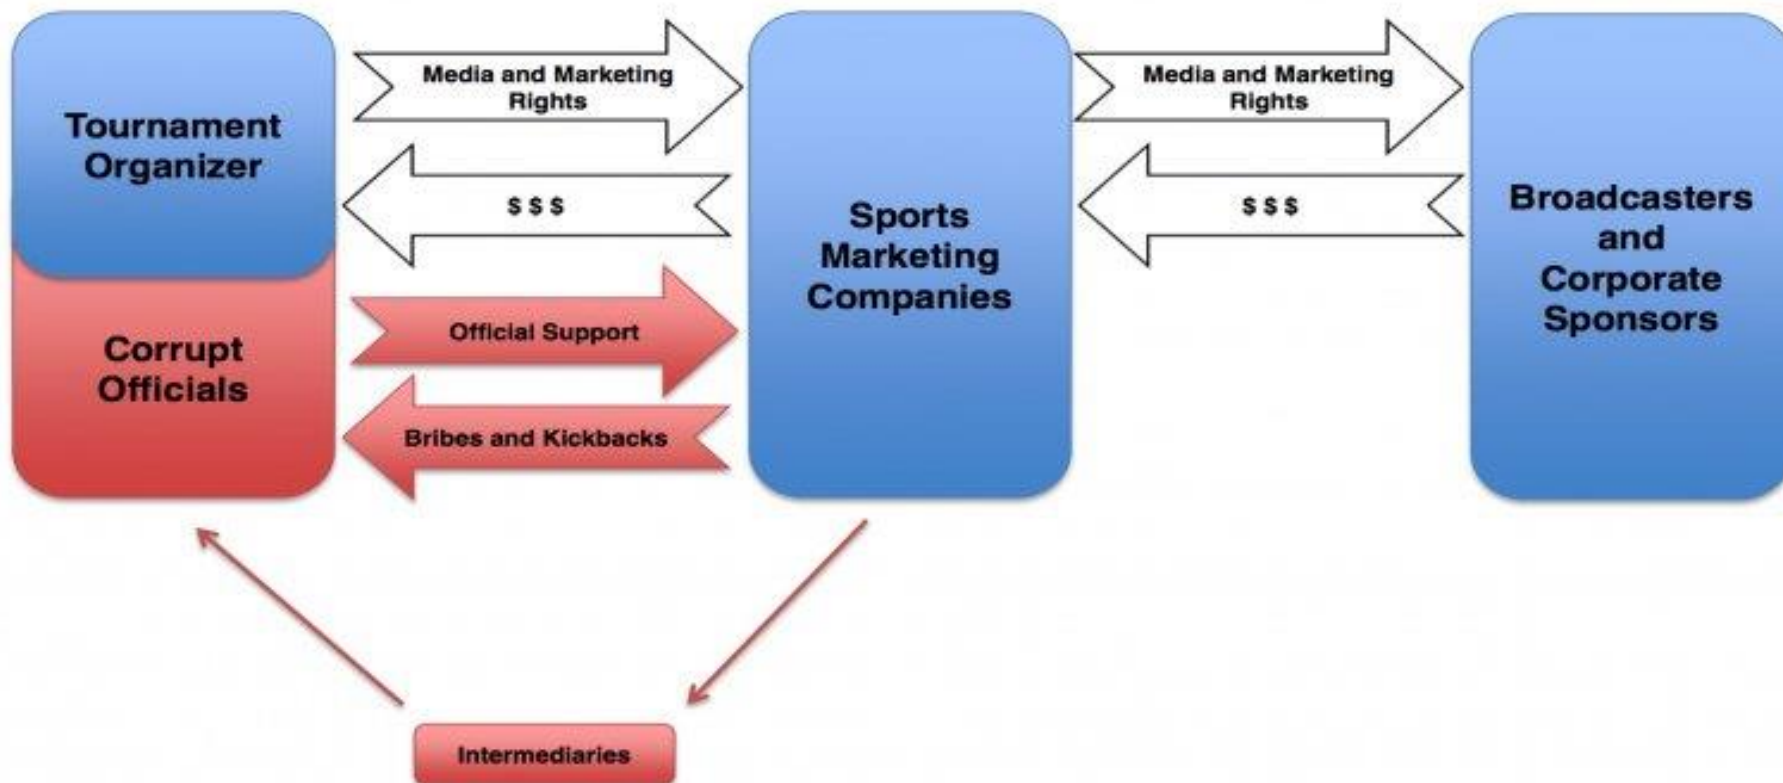 Tournament
Organizer
Corrupt
Officials
Media and Marketing
Rights
$ $ $
Official Support
Bribes and Kickbacks
Sports
Marketing
Companies
Media and Marketing
Rights
$ $ $
Broadcasters
and
Corporate
Sponsors
Intermediaries